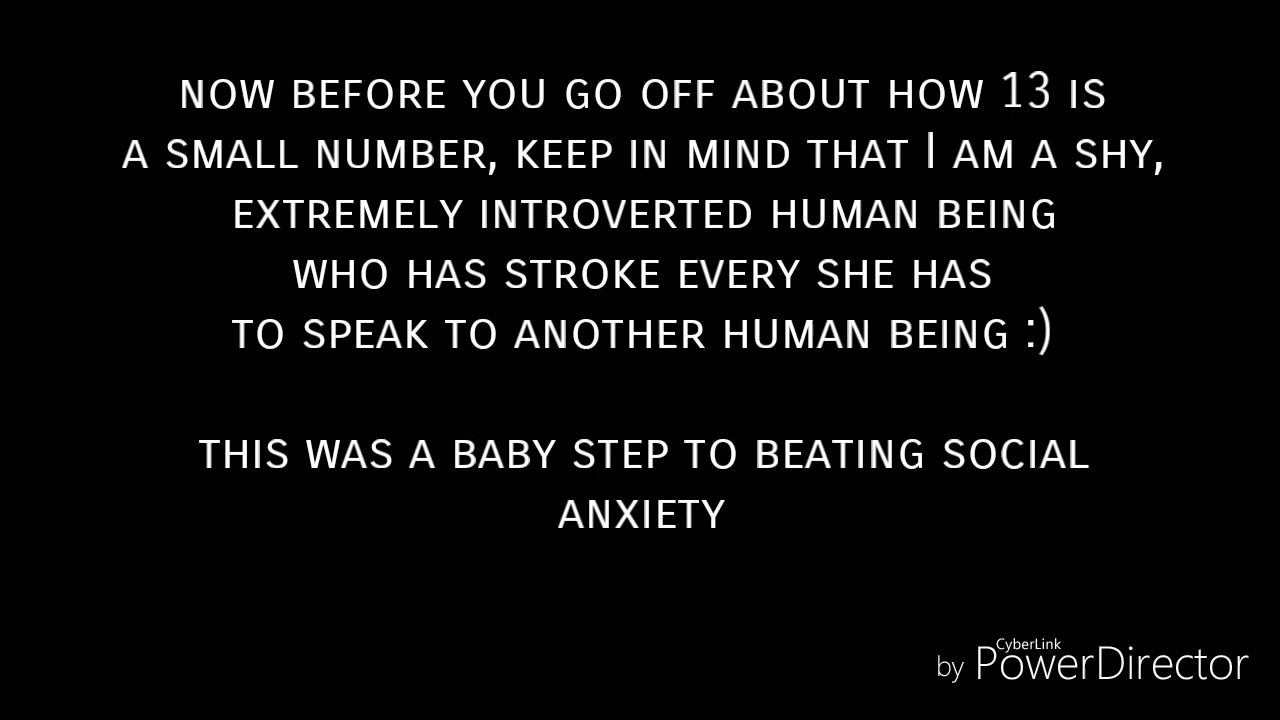 NOW BEFORE YOU GO OFF ABOUT HOW 13 IS
A SMALL NUMBER, KEEP IN MIND THAT I AM A SHY,
EXTREMELY INTROVERTED HUMAN BEING
WHO HAS STROKE EVERY SHE HAS
TO SPEAK TO ANOTHER HUMAN BEING :)
THIS WAS A BABY STEP TO BEATING SOCIAL
ANXIETY
CyberLink
by PowerDirector